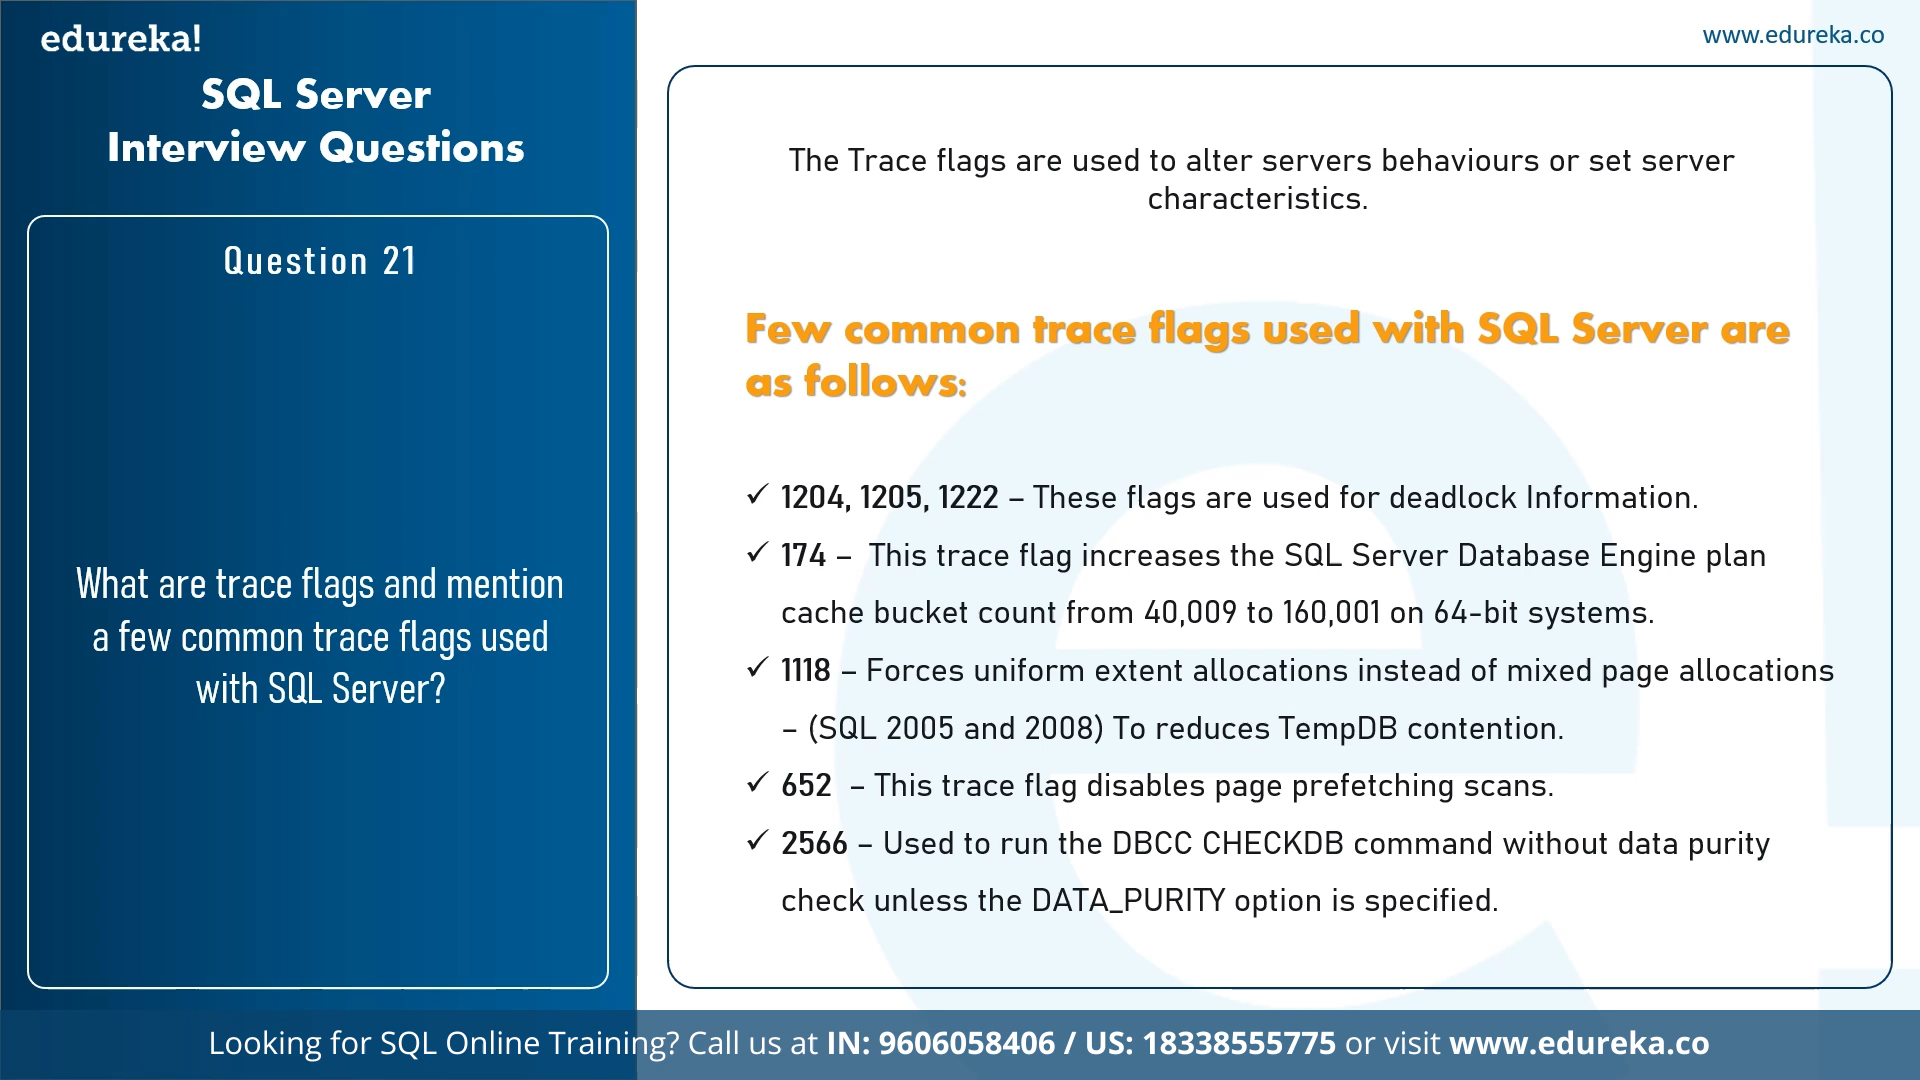 edureka!
www.edureka.co
SQL Server
Interview Questions
Question 21
What are trace flags and mention
a few common trace flags used
with SQL Server?
The Trace flags are used to alter servers behaviours or set server
characteristics.
Few common trace flags used with SQL Server are
as follows:
✓ 1204, 1205, 1222 – These flags are used for deadlock Information.
✓ 174 – This trace flag increases the SQL Server Database Engine plan
cache bucket count from 40,009 to 160,001 on 64-bit systems.
✓ 1118 – Forces uniform extent allocations instead of mixed page allocations
– (SQL 2005 and 2008) To reduces TempDB contention.
✓ 652 – This trace flag disables page prefetching scans.
✓ 2566 – Used to run the DBCC CHECKDB command without data purity
check unless the DATA_PURITY option is specified.
Looking for SQL Online Training? Call us at IN: 9606058406 / US: 18338555775 or visit www.edureka.co